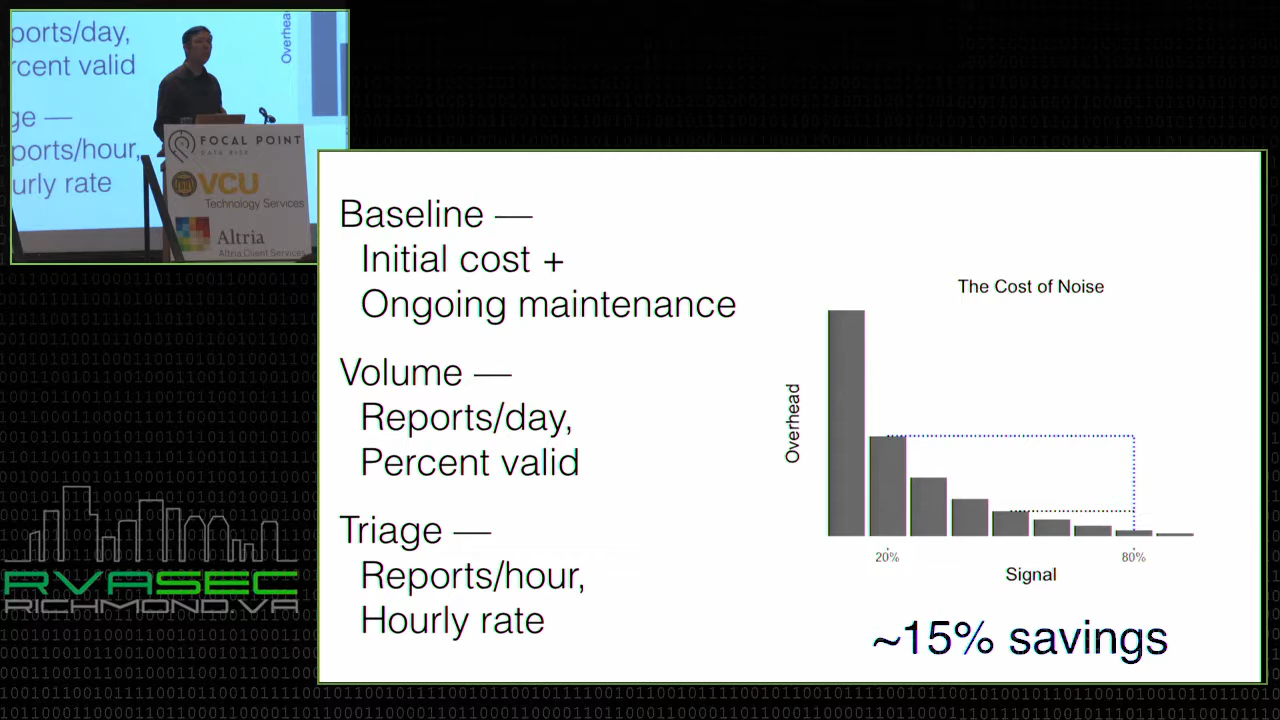 ports/day,
rcent valid
Overhead
ge —
ports/hour,
urly rate
FOCAL POINT
DATA RISK
VCU
Technology Services
Altria
Altria Client Services
Baseline —
Initial cost +
Ongoing maintenance
Volume —
Reports/day,
Percent valid
Triage —
Reports/hour,
Hourly rate
The Cost of Noise
Overhead
20%
80%
Signal
~15% savings
RVASEC
RICHMOND, VA